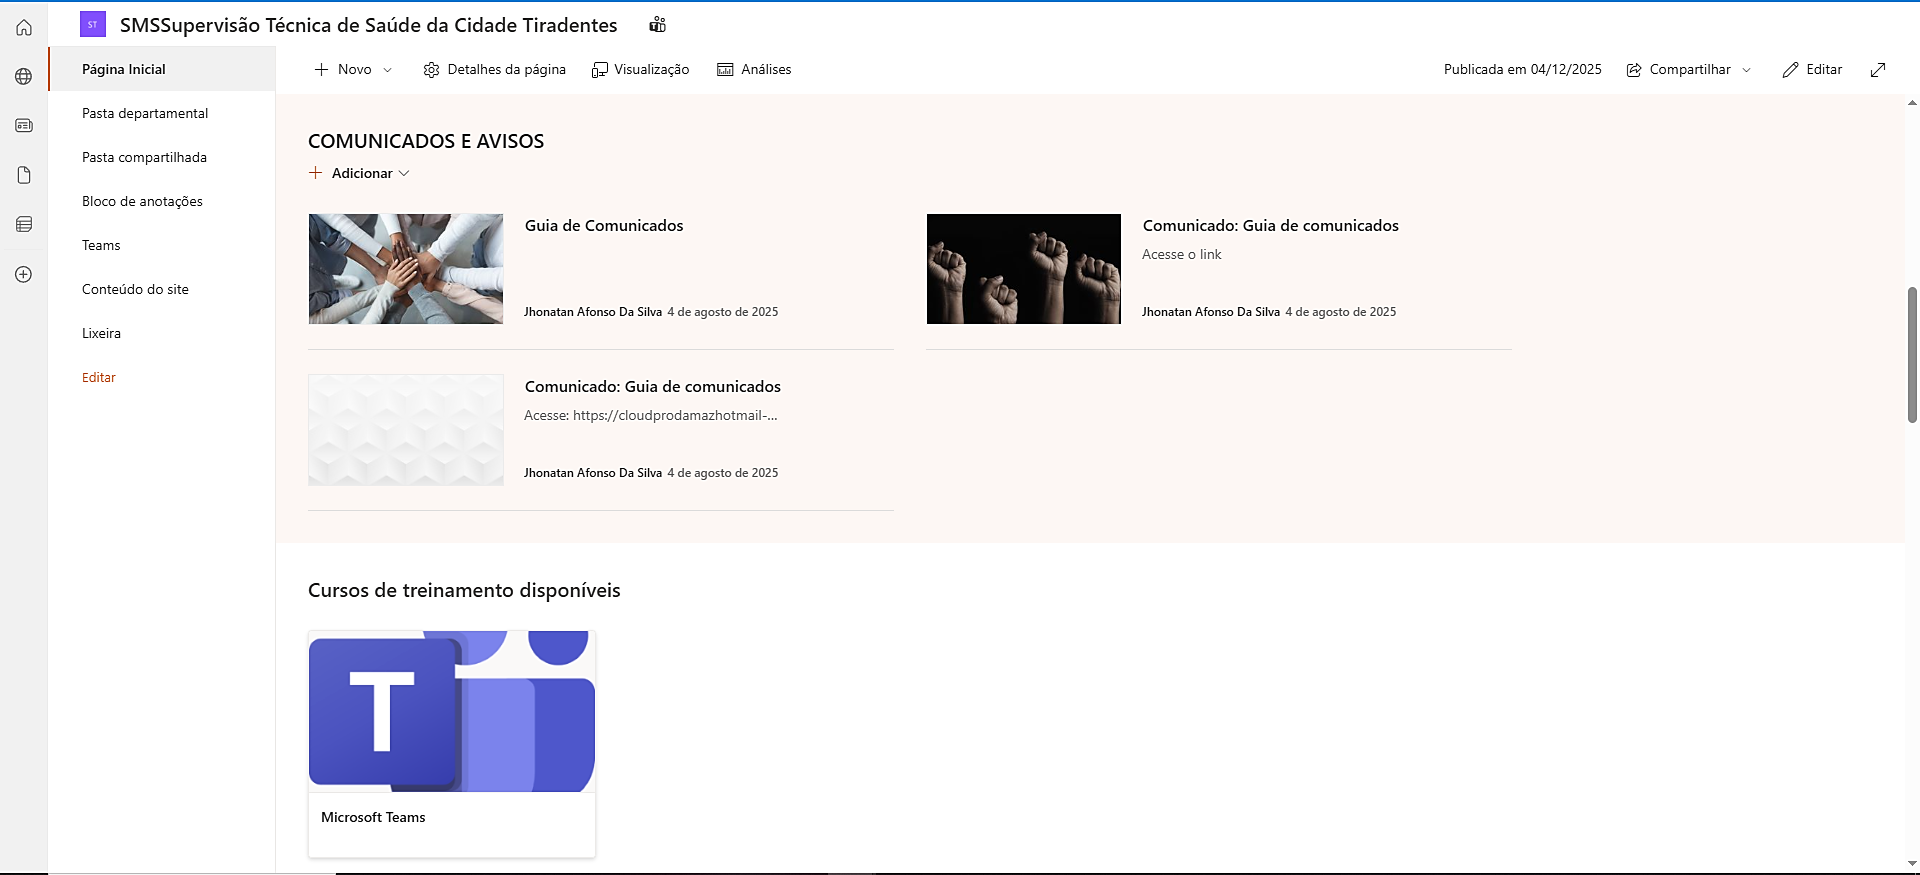 ST
SMSSupervisão Técnica de Saúde da Cidade Tiradentes
Página Inicial
Pasta departamental
Pasta compartilhada
Bloco de anotações
Teams
Conteúdo do site
Lixeira
Editar
Novo
Detalhes da página
Visualização
Análises
Publicada em 04/12/2025
Compartilhar
Editar
COMUNICADOS E AVISOS
Adicionar
Guia de Comunicados
Jhonatan Afonso Da Silva 4 de agosto de 2025
Comunicado: Guia de comunicados
Acesse o link
Jhonatan Afonso Da Silva 4 de agosto de 2025
Comunicado: Guia de comunicados
Acesse: https://cloudprodamazhotmail-...
Jhonatan Afonso Da Silva 4 de agosto de 2025
Cursos de treinamento disponíveis
T
Microsoft Teams